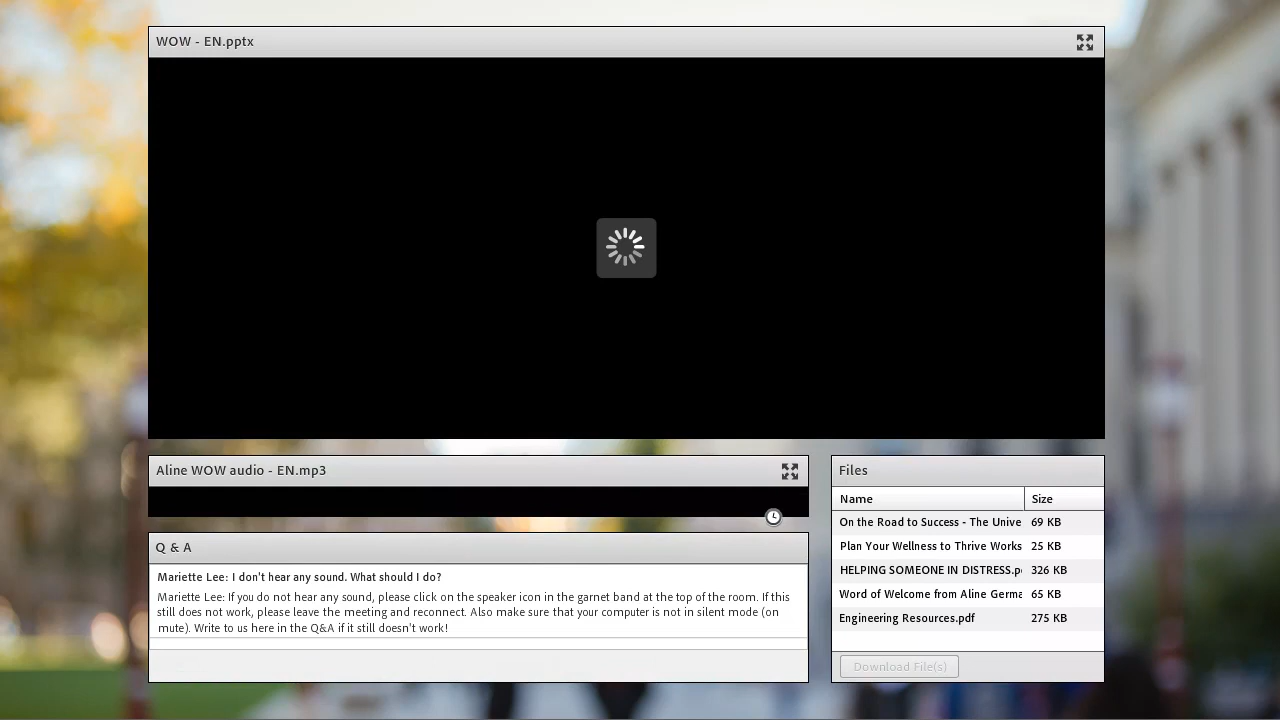 WOW - EN.pptx
Aline WOW audio - EN.mp3
Q & A
Mariette Lee: I don't hear any sound. What should I do?
Mariette Lee: If you do not hear any sound, please click on the speaker icon in the garnet band at the top of the room. If this
still does not work, please leave the meeting and reconnect. Also make sure that your computer is not in silent mode (on
mute). Write to us here in the Q&A if it still doesn't work!
Files
Name Size
On the Road to Success - The Unive 69 KB
Plan Your Wellness to Thrive Works 25 KB
HELPING SOMEONE IN DISTRESS.p 326 KB
Word of Welcome from Aline Germa 65 KB
Engineering Resources.pdf 275 KB
Download File(s)